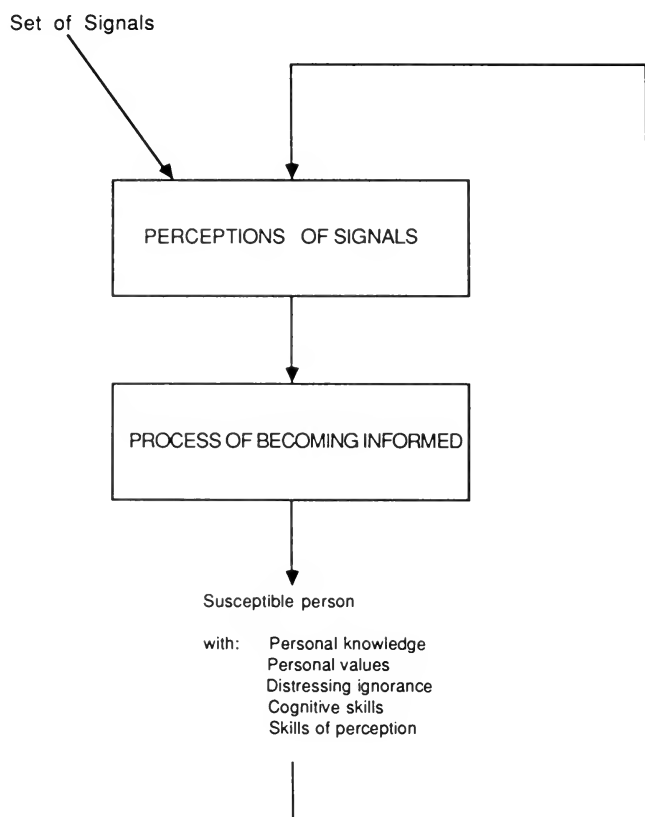 Set of Signals
PERCEPTIONS OF SIGNALS
PROCESS OF BECOMING INFORMED
Susceptible person
with: Personal knowledge
Personal values
Distressing ignorance
Cognitive skills
Skills of perception